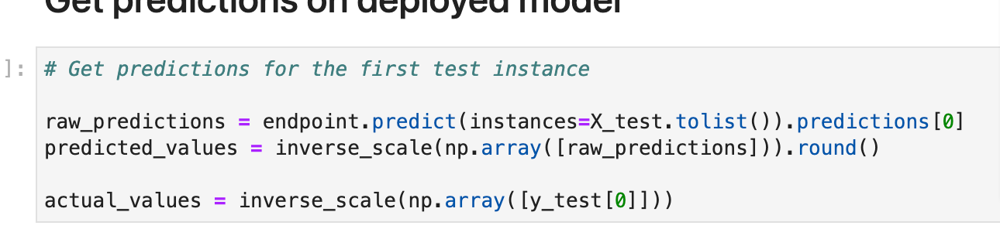 Get predictions on deployed model
]:
# Get predictions for the first test instance
raw_predictions = endpoint.predict(instances=X_test.tolist()).predictions[0]
predicted_values = inverse_scale(np.array([raw_predictions])).round()
actual_values = inverse_scale(np.array([y_test[0]]))